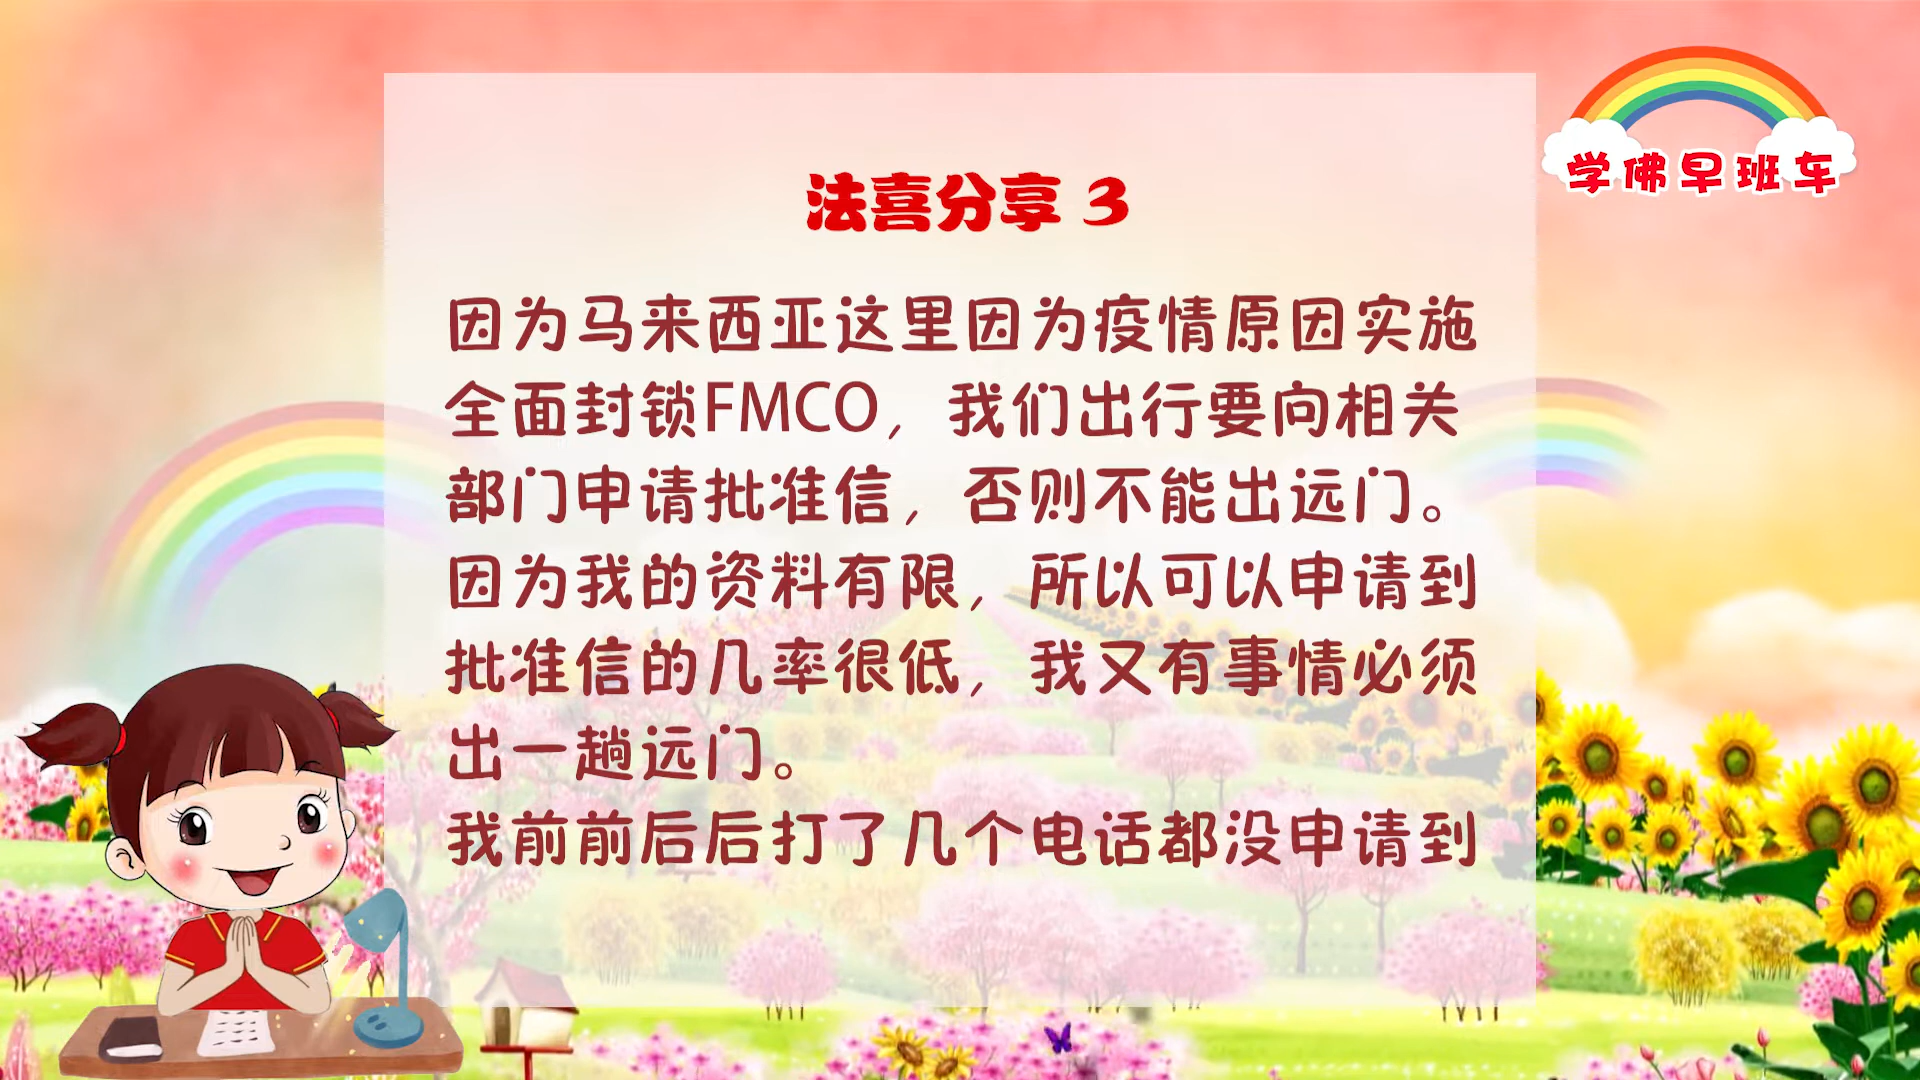 学佛早班车
法喜分享 3
因为马来西亚这里因为疫情原因实施
全面封锁FMCO，我们出行要向相关
部门申请批准信，否则不能出远门。
因为我的资料有限，所以可以申请到
批准信的几率很低，我又有事情必须
出一趟远门。
我前前后后打了几个电话都没申请到